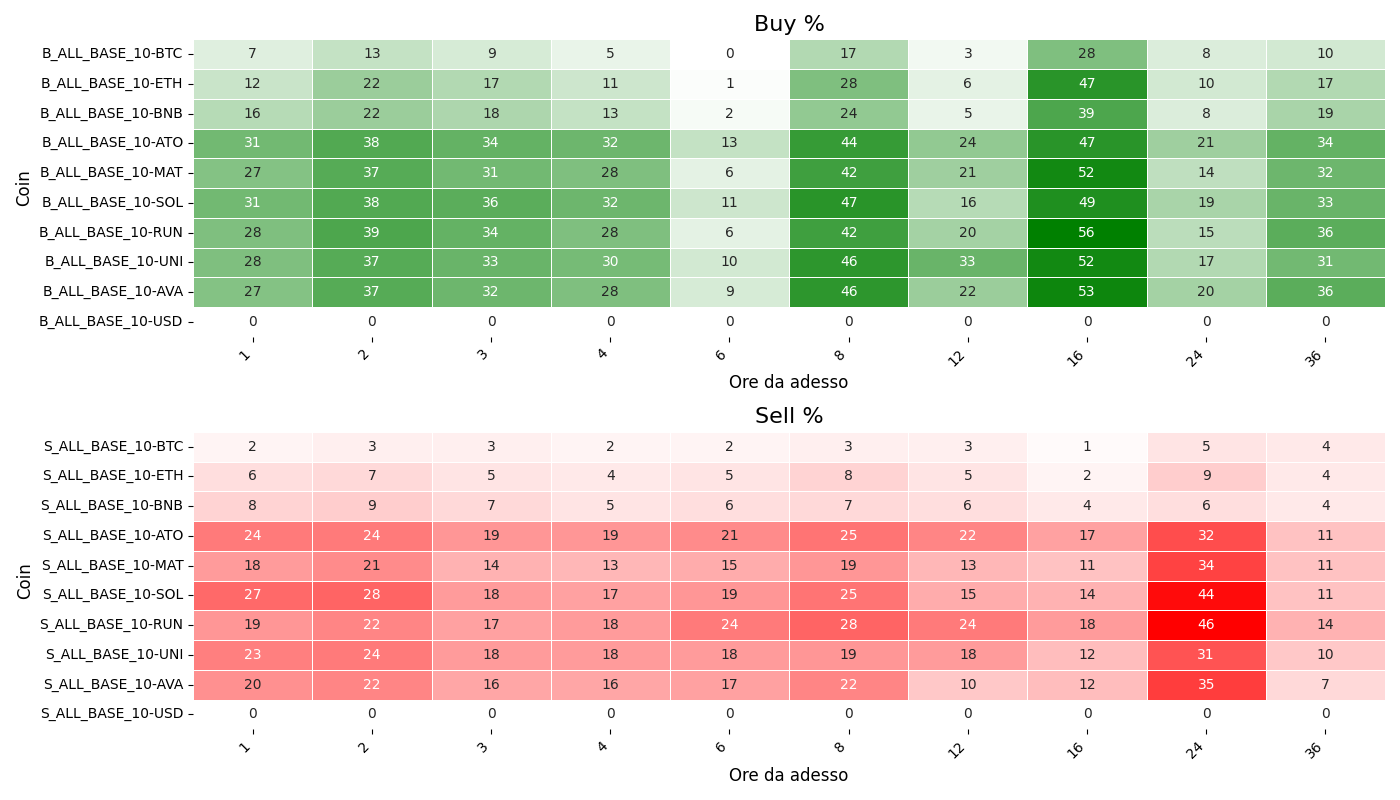 Buy %
Coin
B_ALL_BASE_10-BTC 7 13 9 5 0 17 3 28 8 10
B_ALL_BASE_10-ETH 12 22 17 11 1 28 6 47 10 17
B_ALL_BASE_10-BNB 16 22 18 13 2 24 5 39 8 19
B_ALL_BASE_10-ATO 31 38 34 32 13 44 24 47 21 34
B_ALL_BASE_10-MAT 27 37 31 28 6 42 21 52 14 32
B_ALL_BASE_10-SOL 31 38 36 32 11 47 16 49 19 33
B_ALL_BASE_10-RUN 28 39 34 28 6 42 20 56 15 36
B_ALL_BASE_10-UNI 28 37 33 30 10 46 33 52 17 31
B_ALL_BASE_10-AVA 27 37 32 28 9 46 22 53 20 36
B_ALL_BASE_10-USD 0 0 0 0 0 0 0 0 0 0
1 2 3 4 6 8 12 16 24 36
Ore da adesso
Sell %
Coin
S_ALL_BASE_10-BTC 2 3 3 2 2 3 3 1 5 4
S_ALL_BASE_10-ETH 6 7 5 4 5 8 5 2 9 4
S_ALL_BASE_10-BNB 8 9 7 5 6 7 6 4 6 4
S_ALL_BASE_10-ATO 24 24 19 19 21 25 22 17 32 11
S_ALL_BASE_10-MAT 18 21 14 13 15 19 13 11 34 11
S_ALL_BASE_10-SOL 27 28 18 17 19 25 15 14 44 11
S_ALL_BASE_10-RUN 19 22 17 18 24 28 24 18 46 14
S_ALL_BASE_10-UNI 23 24 18 18 18 19 18 12 31 10
S_ALL_BASE_10-AVA 20 22 16 16 17 22 10 12 35 7
S_ALL_BASE_10-USD 0 0 0 0 0 0 0 0 0 0
1 2 3 4 6 8 12 16 24 36
Ore da adesso